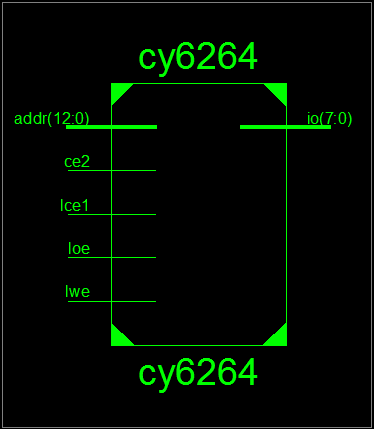 cy6264
addr(12:0)
io(7:0)
ce2
lce1
loe
lwe
cy6264